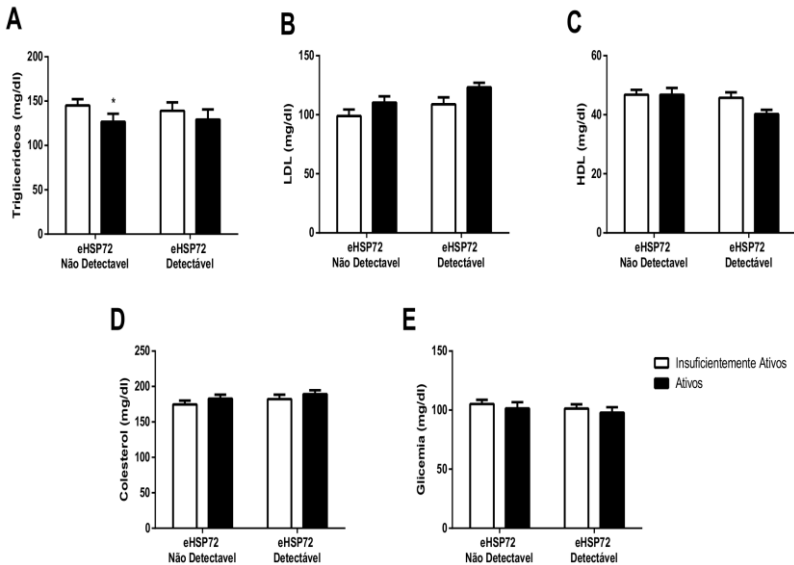 A
Triglicerídeos (mg/dl)
200
150
100
50
0
*
eHSP72
Não Detectavel
eHSP72
Detectável
B
LDL (mg/dl)
150
100
50
0
eHSP72
Não Detectavel
eHSP72
Detectável
C
HDL (mg/dl)
60
40
20
0
eHSP72
Não Detectavel
eHSP72
Detectável
D
Colesterol (mg/dl)
250
200
150
100
50
0
eHSP72
Não Detectavel
eHSP72
Detectável
E
Glicemia (mg/dl)
150
100
50
0
eHSP72
Não Detectavel
eHSP72
Detectável
Insuficientemente Ativos
Ativos